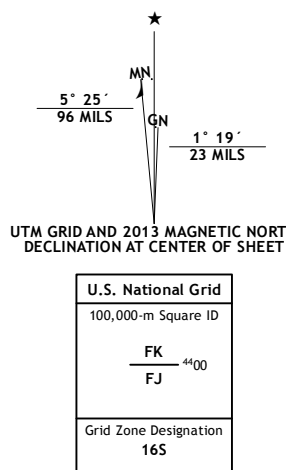 ★
MN
5° 25´
96 MILS
GN
1° 19´
23 MILS
UTM GRID AND 2013 MAGNETIC NORT
DECLINATION AT CENTER OF SHEET
U.S. National Grid
100,000-m Square ID
FK
4400
FJ
Grid Zone Designation
16S